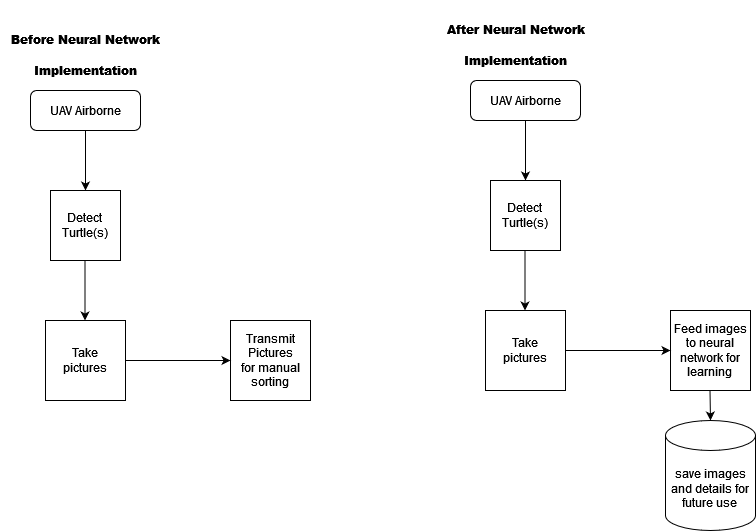 Before Neural Network
Implementation
UAV Airborne
Detect
Turtle(s)
Take
pictures
Transmit
Pictures
for manual
sorting
After Neural Network
Implementation
UAV Airborne
Detect
Turtle(s)
Take
pictures
Feed images
to neural
network for
learning
save images
and details for
future use